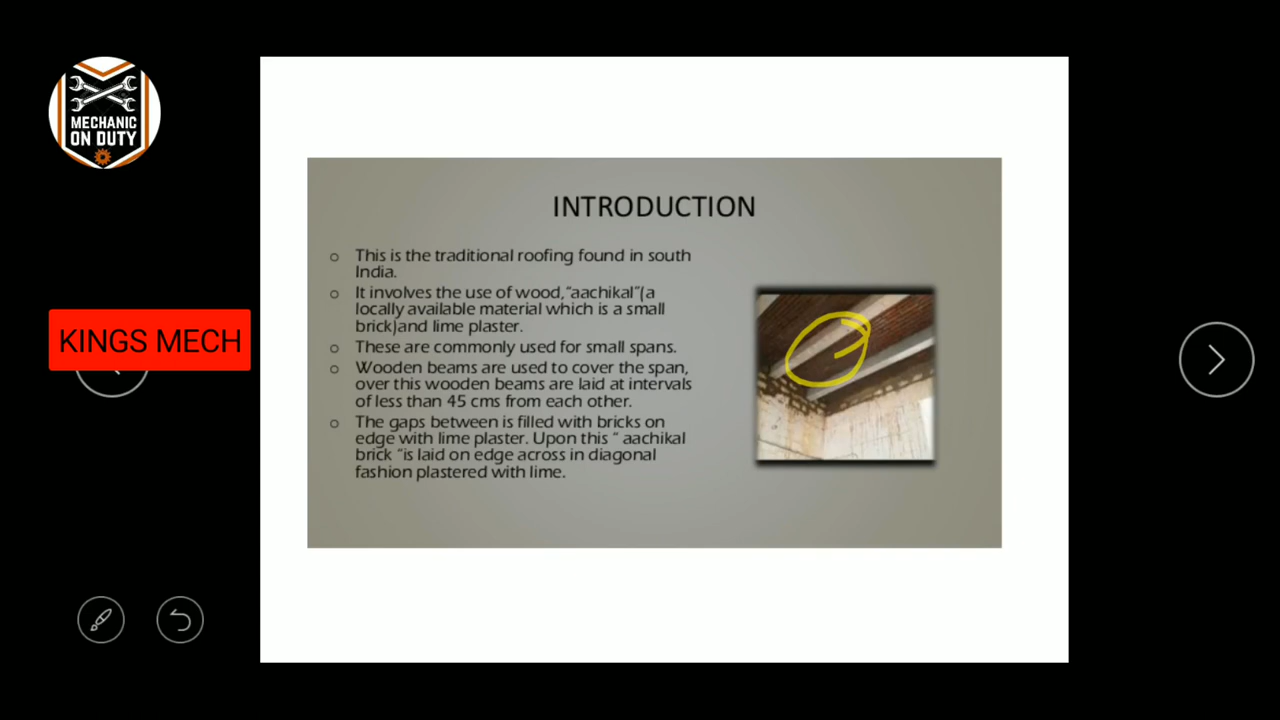 MECHANIC
ON DUTY
KINGS MECH
INTRODUCTION
This is the traditional roofing found in south
India.
It involves the use of wood,“aachikal”(a
locally available material which is a small
brick)and lime plaster.
These are commonly used for small spans.
Wooden beams are used to cover the span,
over this wooden beams are laid at intervals
of less than 45 cms from each other.
The gaps between is filled with bricks on
edge with lime plaster. Upon this “ aachikal
brick “is laid on edge across in diagonal
fashion plastered with lime.